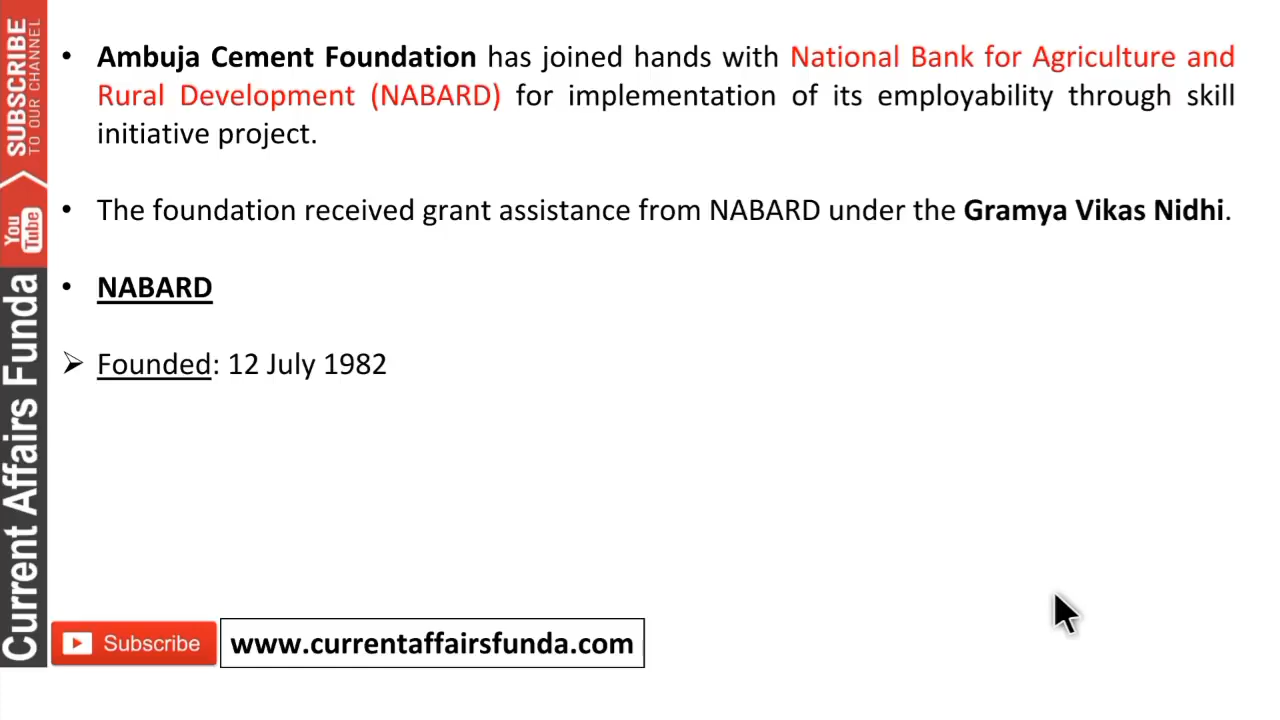 • Ambuja Cement Foundation has joined hands with National Bank for Agriculture and
Rural Development (NABARD) for implementation of its employability through skill
initiative project.
• The foundation received grant assistance from NABARD under the Gramya Vikas Nidhi.
• NABARD
➢ Founded: 12 July 1982
SUBSCRIBE
TO OUR CHANNEL
You
Tube
Current Affairs Funda
Subscribe
www.currentaffairsfunda.com